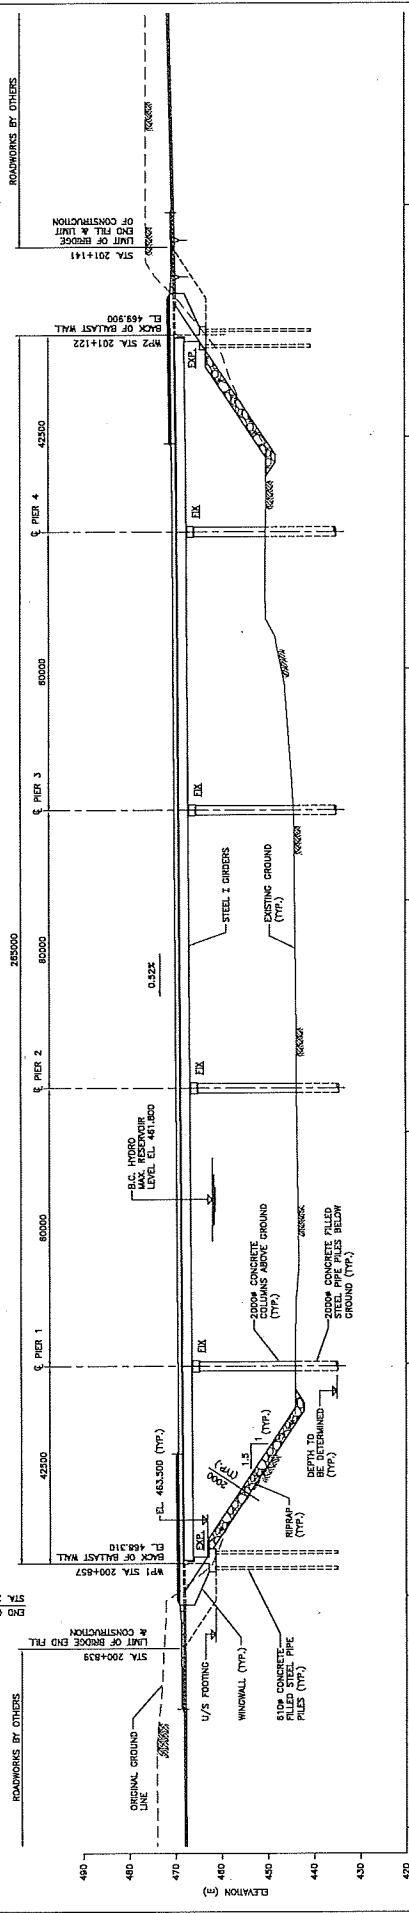 ROADWORKS BY OTHERS
STA. 200+839
LIMIT OF BRIDGE END FILL
& CONSTRUCTION
WP1 STA. 200+857
BACK OF BALLAST WALL
EL. 468.310
265000
42500
60000
60000
60000
42500
℄ PIER 1
℄ PIER 2
℄ PIER 3
℄ PIER 4
WP2 STA. 201+122
BACK OF BALLAST WALL
EL. 469.900
STA. 201+141
LIMIT OF BRIDGE
END FILL & LIMIT
OF CONSTRUCTION
ROADWORKS BY OTHERS
ORIGINAL GROUND
LINE
EL. 463.500 (TYP.)
B.C. HYDRO
MAX. RESERVOIR
LEVEL EL. 461.800
0.52%
EXP.
FIX
FIX
FIX
FIX
EXP.
U/S FOOTING
WINGWALL (TYP.)
610ø CONCRETE
FILLED STEEL PIPE
PILES (TYP.)
2000
(TYP.)
1.5
1 (TYP.)
RIPRAP
(TYP.)
DEPTH TO
BE DETERMINED
(TYP.)
2000ø CONCRETE
COLUMNS ABOVE GROUND
(TYP.)
2000ø CONCRETE FILLED
STEEL PIPE PILES BELOW
GROUND (TYP.)
STEEL I GIRDERS
EXISTING GROUND
(TYP.)
ELEVATION (m)
490
480
470
460
450
440
430
420